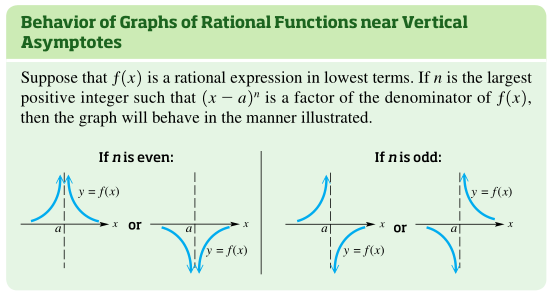 Behavior of Graphs of Rational Functions near Vertical
Asymptotes
Suppose that f(x) is a rational expression in lowest terms. If n is the largest
positive integer such that (x − a)ⁿ is a factor of the denominator of f(x),
then the graph will behave in the manner illustrated.
If n is even:
If n is odd:
y = f(x)
a
x
or
a
x
y = f(x)
a
x
y = f(x)
or
y = f(x)
a
x